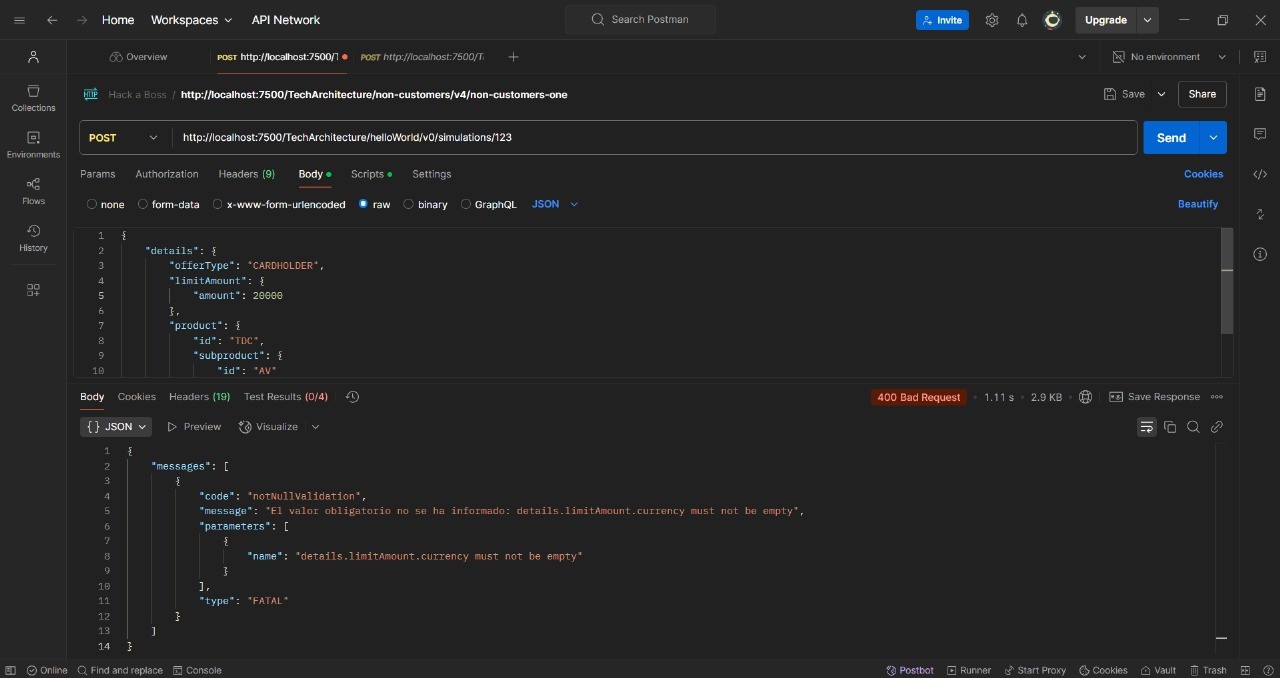 Home Workspaces API Network Search Postman Invite Upgrade
Overview POST http://localhost:7500/T POST http://localhost:7500/T No environment
HTTP Hack a Boss / http://localhost:7500/TechArchitecture/non-customers/v4/non-customers-one Save Share
POST http://localhost:7500/TechArchitecture/helloWorld/v0/simulations/123 Send
Params Authorization Headers (9) Body Scripts Settings Cookies
none form-data x-www-form-urlencoded raw binary GraphQL JSON Beautify
Collections
Environments
Flows
History
1 {
2 "details": {
3 "offerType": "CARDHOLDER",
4 "limitAmount": {
5 "amount": 20000
6 },
7 "product": {
8 "id": "TDC",
9 "subproduct": {
10 "id": "AV"
Body Cookies Headers (19) Test Results (0/4) 400 Bad Request 1.11 s 2.9 KB Save Response
{} JSON Preview Visualize
1 {
2 "messages": [
3 {
4 "code": "notNullValidation",
5 "message": "El valor obligatorio no se ha informado: details.limitAmount.currency must not be empty",
6 "parameters": [
7 {
8 "name": "details.limitAmount.currency must not be empty"
9 }
10 ],
11 "type": "FATAL"
12 }
13 ]
14 }
Online Find and replace Console Postbot Runner Start Proxy Cookies Vault Trash